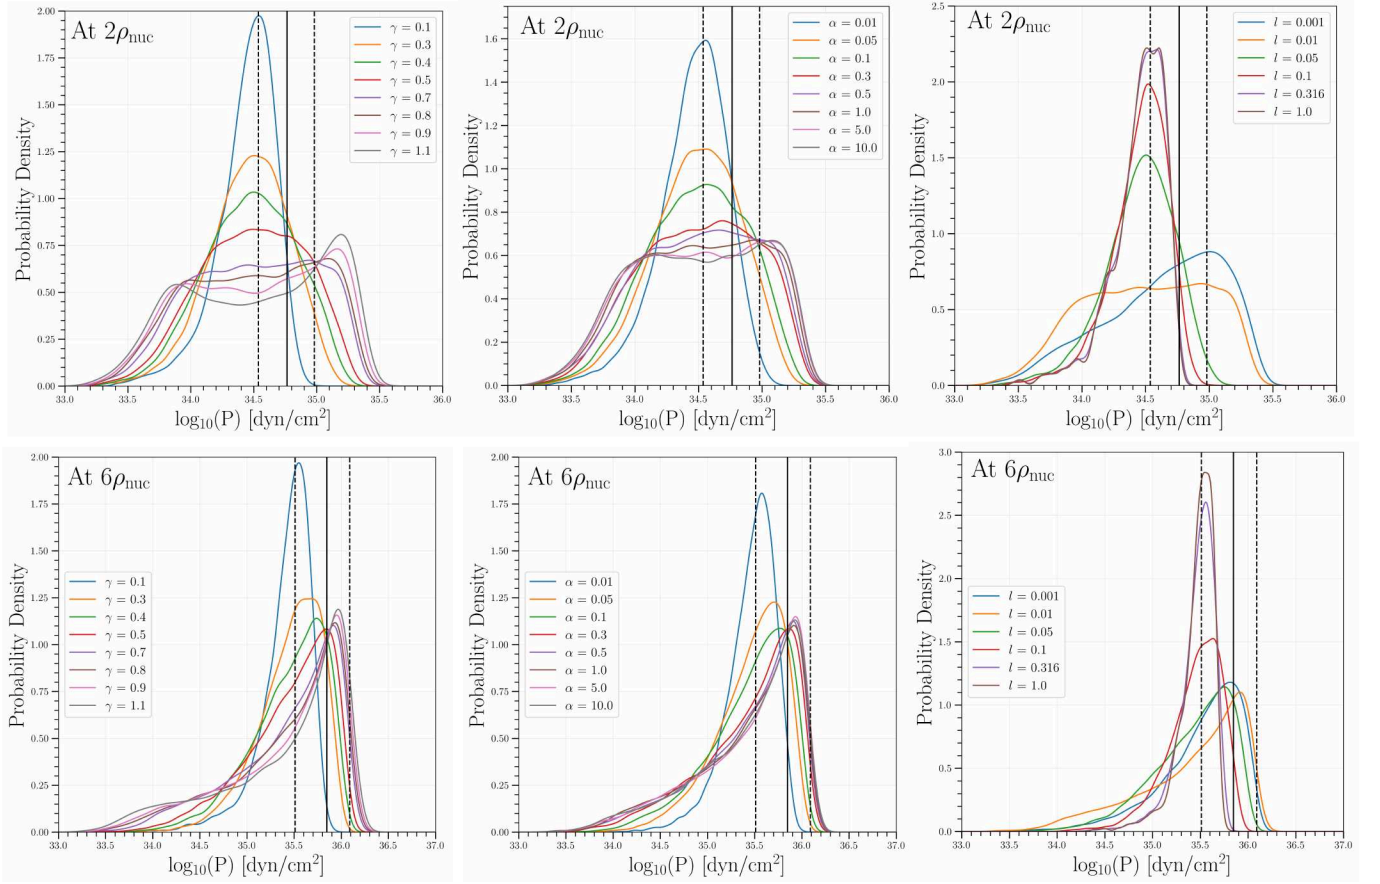 At 2ρnuc
γ = 0.1
γ = 0.3
γ = 0.4
γ = 0.5
γ = 0.7
γ = 0.8
γ = 0.9
γ = 1.1
2.00
1.75
1.50
1.25
1.00
0.75
0.50
0.25
0.00
Probability Density
33.0 33.5 34.0 34.5 35.0 35.5 36.0
log10(P) [dyn/cm2]
At 2ρnuc
α = 0.01
α = 0.05
α = 0.1
α = 0.3
α = 0.5
α = 1.0
α = 5.0
α = 10.0
1.6
1.4
1.2
1.0
0.8
0.6
0.4
0.2
0.0
Probability Density
33.0 33.5 34.0 34.5 35.0 35.5 36.0
log10(P) [dyn/cm2]
At 2ρnuc
l = 0.001
l = 0.01
l = 0.05
l = 0.1
l = 0.316
l = 1.0
2.5
2.0
1.5
1.0
0.5
0.0
Probability Density
33.0 33.5 34.0 34.5 35.0 35.5 36.0
log10(P) [dyn/cm2]
At 6ρnuc
γ = 0.1
γ = 0.3
γ = 0.4
γ = 0.5
γ = 0.7
γ = 0.8
γ = 0.9
γ = 1.1
2.00
1.75
1.50
1.25
1.00
0.75
0.50
0.25
0.00
Probability Density
33.0 33.5 34.0 34.5 35.0 35.5 36.0 36.5 37.0
log10(P) [dyn/cm2]
At 6ρnuc
α = 0.01
α = 0.05
α = 0.1
α = 0.3
α = 0.5
α = 1.0
α = 5.0
α = 10.0
2.00
1.75
1.50
1.25
1.00
0.75
0.50
0.25
0.00
Probability Density
33.0 33.5 34.0 34.5 35.0 35.5 36.0 36.5 37.0
log10(P) [dyn/cm2]
At 6ρnuc
l = 0.001
l = 0.01
l = 0.05
l = 0.1
l = 0.316
l = 1.0
3.0
2.5
2.0
1.5
1.0
0.5
0.0
Probability Density
33.0 33.5 34.0 34.5 35.0 35.5 36.0 36.5 37.0
log10(P) [dyn/cm2]